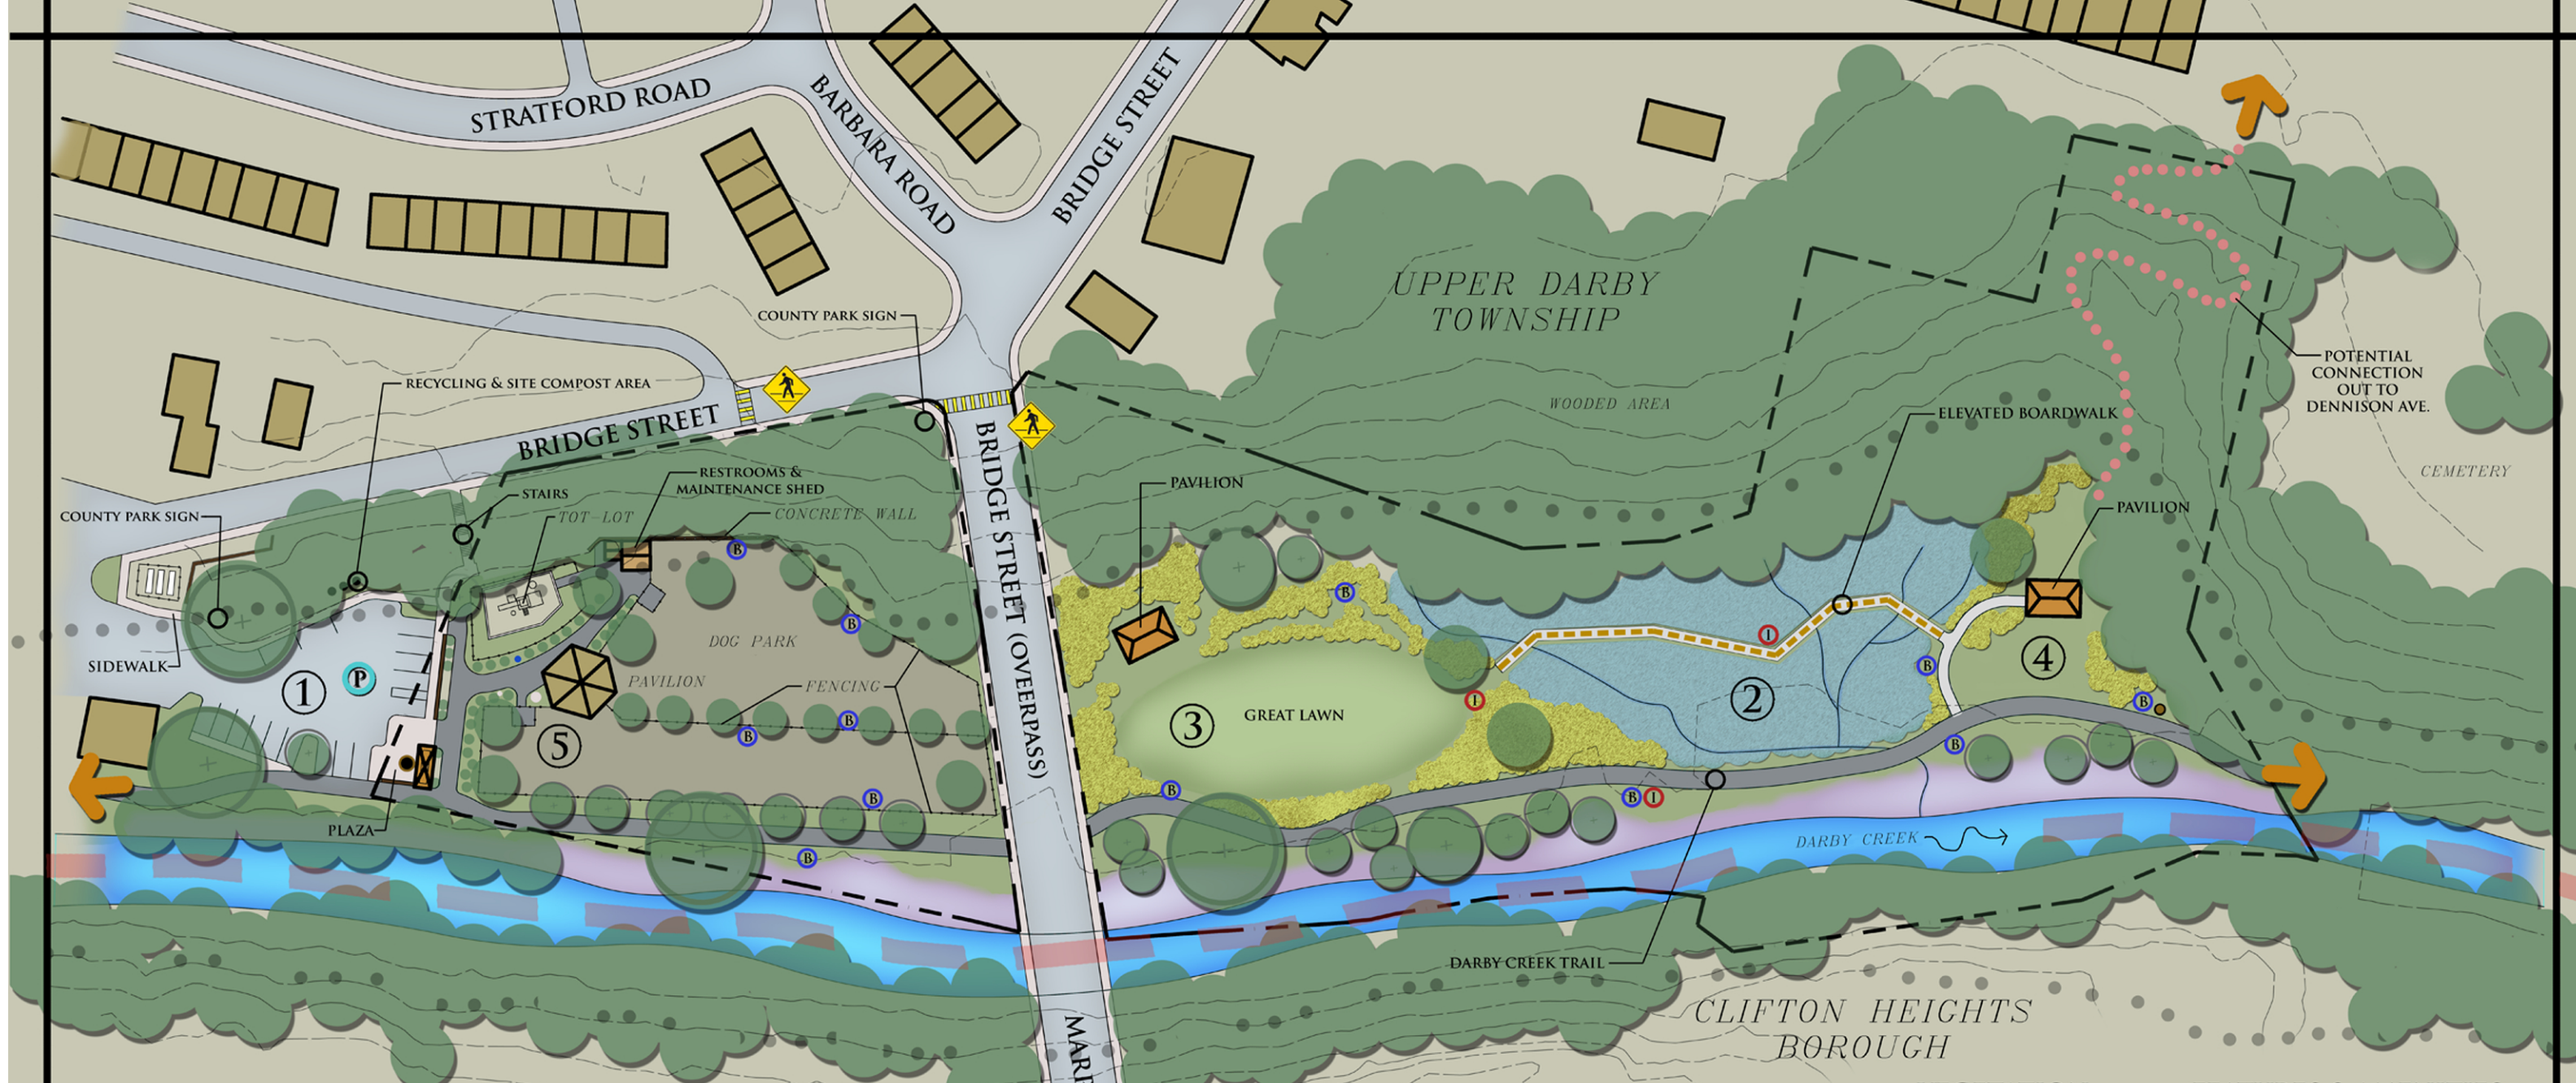 STRATFORD ROAD
BARBARA ROAD
BRIDGE STREET
COUNTY PARK SIGN
UPPER DARBY
TOWNSHIP
POTENTIAL
CONNECTION
OUT TO
DENNISON AVE.
RECYCLING & SITE COMPOST AREA
BRIDGE STREET
WOODED AREA
ELEVATED BOARDWALK
CEMETERY
RESTROOMS &
MAINTENANCE SHED
STAIRS
PAVILION
PAVILION
COUNTY PARK SIGN
TOT-LOT
CONCRETE WALL
BRIDGE STREET (OVEERPASS)
B
B
B
I
DOG PARK
SIDEWALK
1
P
PAVILION
FENCING
4
B
2
I
B
3
GREAT LAWN
B
B
5
B
B
B
B
I
PLAZA
B
DARBY CREEK
DARBY CREEK TRAIL
CLIFTON HEIGHTS
BOROUGH